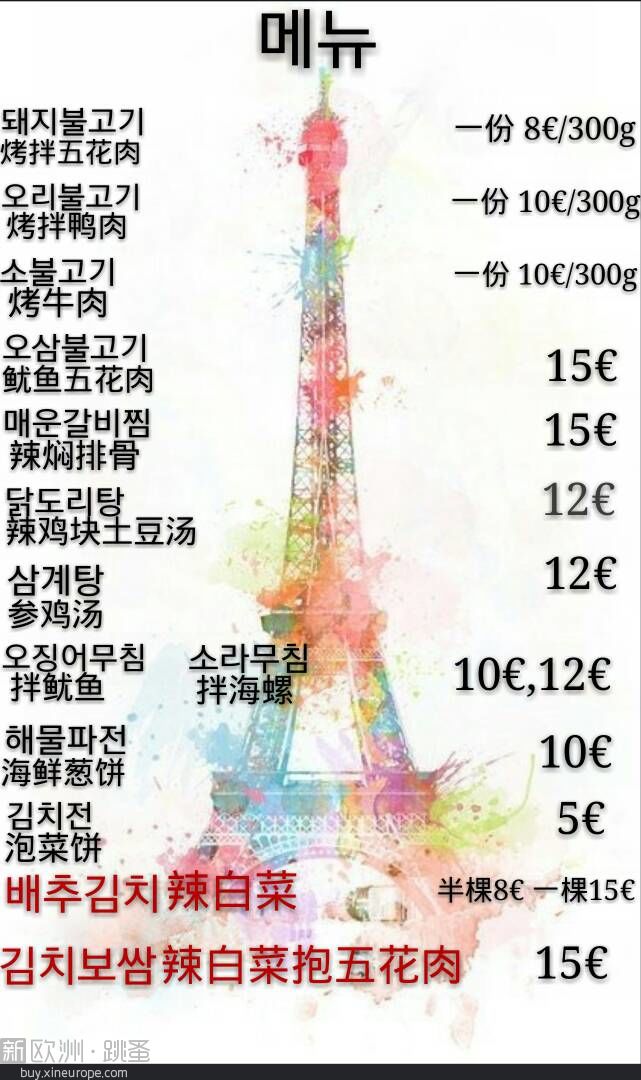 메뉴
돼지불고기
烤拌五花肉
一份 8€/300g
오리불고기
烤拌鸭肉
一份 10€/300g
소불고기
烤牛肉
一份 10€/300g
오삼불고기
鱿鱼五花肉
15€
매운갈비찜
辣焖排骨
15€
닭도리탕
辣鸡块土豆汤
12€
삼계탕
参鸡汤
12€
오징어무침 소라무침
拌鱿鱼 拌海螺
10€,12€
해물파전
海鲜葱饼
10€
김치전
泡菜饼
5€
배추김치辣白菜 半棵8€ 一棵15€
김치보쌈辣白菜抱五花肉 15€
新欧洲·跳蚤
buy.xineurope.com